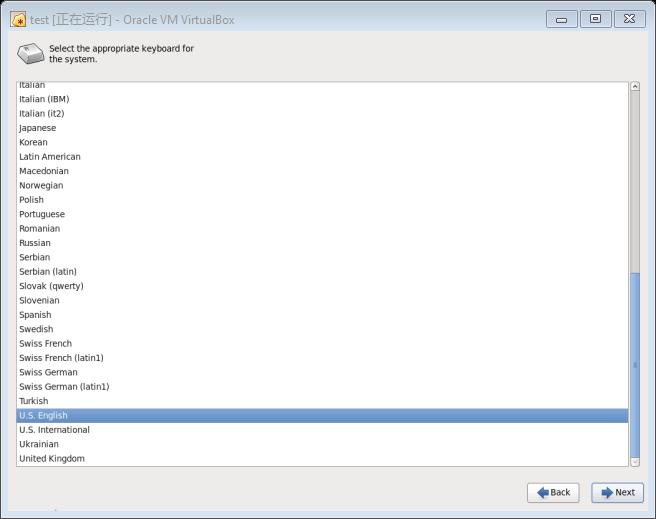 test [正在运行] - Oracle VM VirtualBox
Select the appropriate keyboard for
the system.
Italian
Italian (IBM)
Italian (it2)
Japanese
Korean
Latin American
Macedonian
Norwegian
Polish
Portuguese
Romanian
Russian
Serbian
Serbian (latin)
Slovak (qwerty)
Slovenian
Spanish
Swedish
Swiss French
Swiss French (latin1)
Swiss German
Swiss German (latin1)
Turkish
U.S. English
U.S. International
Ukrainian
United Kingdom
Back
Next